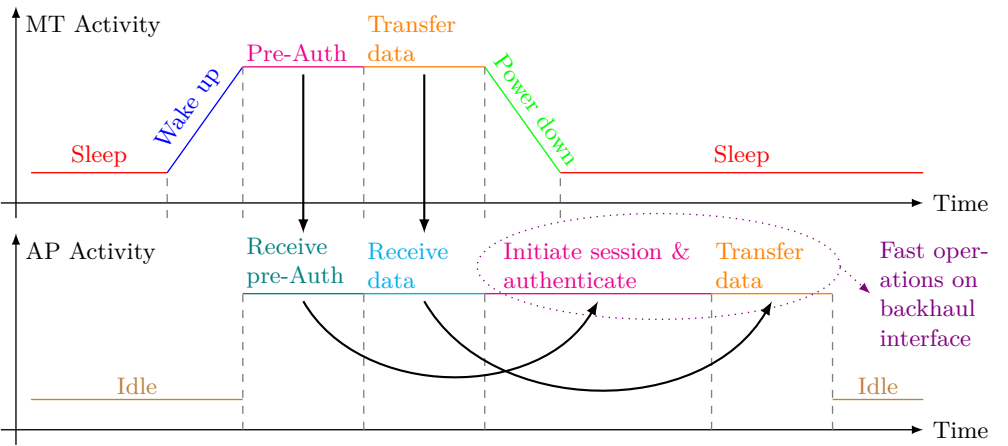 MT Activity
Transfer
data
Pre-Auth
Wake up
Power down
Sleep
Sleep
Time
AP Activity
Receive
pre-Auth
Receive
data
Initiate session &
authenticate
Transfer
data
Fast oper-
ations on
backhaul
interface
Idle
Idle
Time